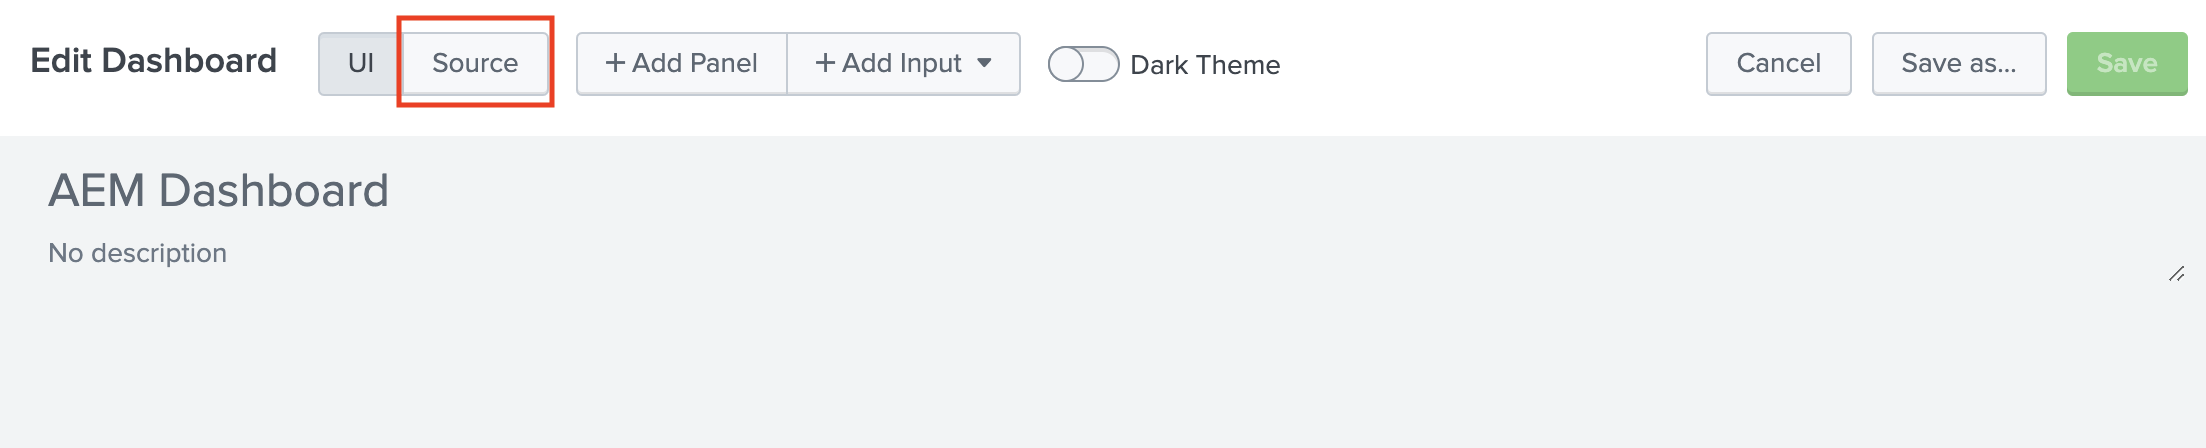 Edit Dashboard UI Source + Add Panel + Add Input Dark Theme Cancel Save as... Save
AEM Dashboard
No description